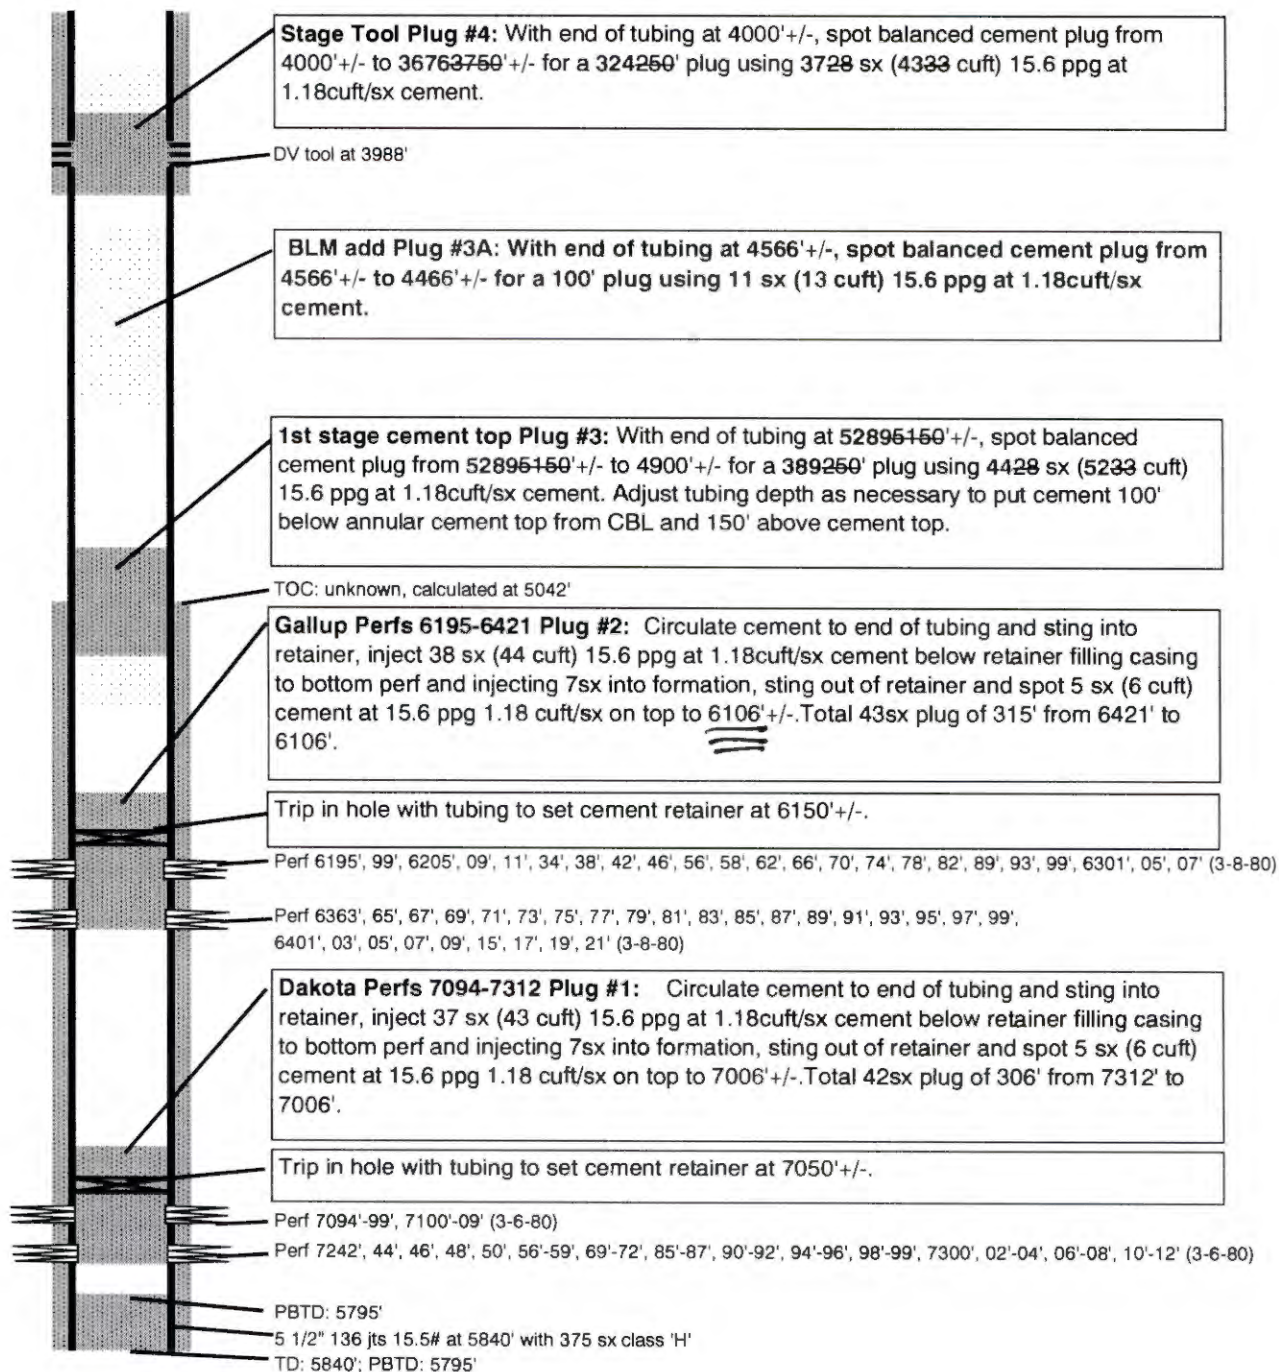 Stage Tool Plug #4: With end of tubing at 4000'+/-, spot balanced cement plug from
4000'+/- to 36763750'+/- for a 324250' plug using 3728 sx (4333 cuft) 15.6 ppg at
1.18cuft/sx cement.
DV tool at 3988'
BLM add Plug #3A: With end of tubing at 4566'+/-, spot balanced cement plug from
4566'+/- to 4466'+/- for a 100' plug using 11 sx (13 cuft) 15.6 ppg at 1.18cuft/sx
cement.
1st stage cement top Plug #3: With end of tubing at 52895150'+/-, spot balanced
cement plug from 52895150'+/- to 4900'+/- for a 389250' plug using 4428 sx (5233 cuft)
15.6 ppg at 1.18cuft/sx cement. Adjust tubing depth as necessary to put cement 100'
below annular cement top from CBL and 150' above cement top.
TOC: unknown, calculated at 5042'
Gallup Perfs 6195-6421 Plug #2: Circulate cement to end of tubing and sting into
retainer, inject 38 sx (44 cuft) 15.6 ppg at 1.18cuft/sx cement below retainer filling casing
to bottom perf and injecting 7sx into formation, sting out of retainer and spot 5 sx (6 cuft)
cement at 15.6 ppg 1.18 cuft/sx on top to 6106'+/-.Total 43sx plug of 315' from 6421' to
6106'.
Trip in hole with tubing to set cement retainer at 6150'+/-.
Perf 6195', 99', 6205', 09', 11', 34', 38', 42', 46', 56', 58', 62', 66', 70', 74', 78', 82', 89', 93', 99', 6301', 05', 07' (3-8-80)
Perf 6363', 65', 67', 69', 71', 73', 75', 77', 79', 81', 83', 85', 87', 89', 91', 93', 95', 97', 99',
6401', 03', 05', 07', 09', 15', 17', 19', 21' (3-8-80)
Dakota Perfs 7094-7312 Plug #1: Circulate cement to end of tubing and sting into
retainer, inject 37 sx (43 cuft) 15.6 ppg at 1.18cuft/sx cement below retainer filling casing
to bottom perf and injecting 7sx into formation, sting out of retainer and spot 5 sx (6 cuft)
cement at 15.6 ppg 1.18 cuft/sx on top to 7006'+/-.Total 42sx plug of 306' from 7312' to
7006'.
Trip in hole with tubing to set cement retainer at 7050'+/-.
Perf 7094'-99', 7100'-09' (3-6-80)
Perf 7242', 44', 46', 48', 50', 56'-59', 69'-72', 85'-87', 90'-92', 94'-96', 98'-99', 7300', 02'-04', 06'-08', 10'-12' (3-6-80)
PBTD: 5795'
5 1/2" 136 jts 15.5# at 5840' with 375 sx class 'H'
TD: 5840'; PBTD: 5795'